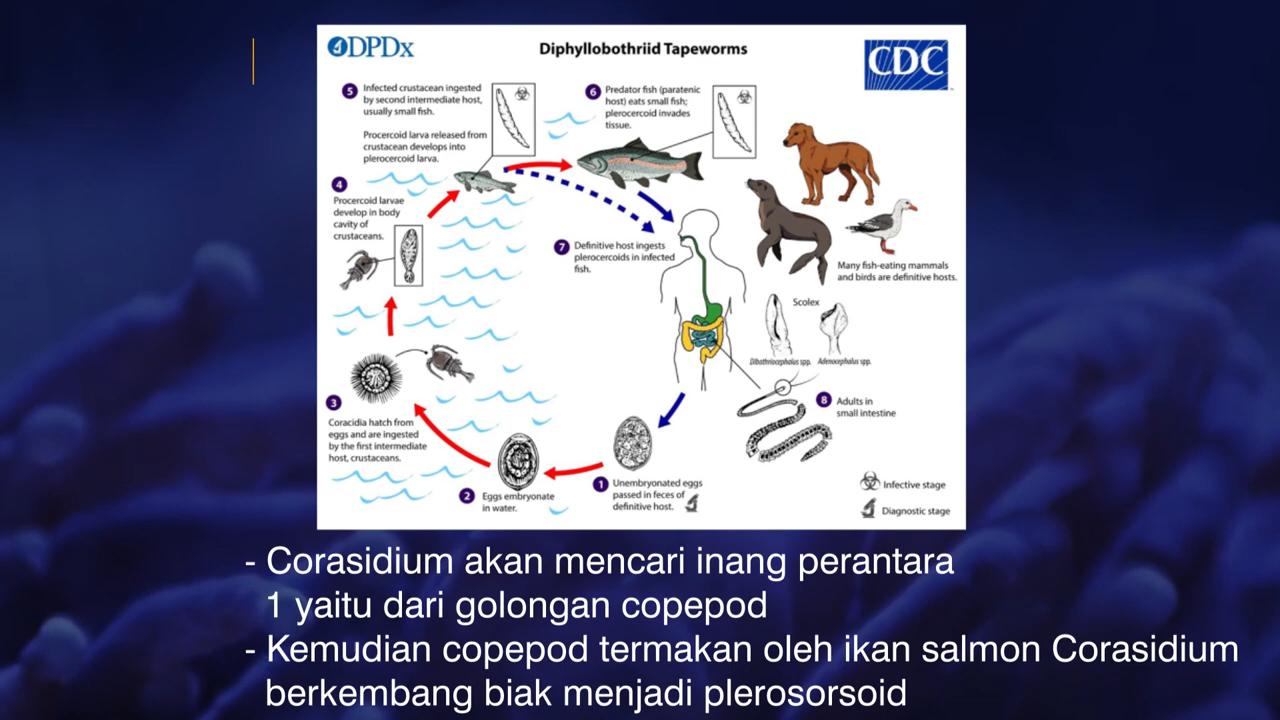 DPDx
Diphyllobothriid Tapeworms
CDC
5 Infected crustacean ingested
by second intermediate host,
usually small fish.
Procercoid larva released from
crustacean develops into
plerocercoid larva.
6 Predator fish (paratenic
host) eats small fish;
plerocercoid invades
tissue.
4
Procercoid larvae
develop in body
cavity of
crustaceans.
7 Definitive host ingests
plerocercoids in infected
fish.
Many fish-eating mammals
and birds are definitive hosts.
Scolex
Dibothriocephalus spp. Adenocephalus spp.
8 Adults in
small intestine
3
Coracidia hatch from
eggs and are ingested
by the first intermediate
host, crustaceans.
2 Eggs embryonate
in water.
1 Unembryonated eggs
passed in feces of
definitive host.
Infective stage
Diagnostic stage
- Corasidium akan mencari inang perantara
1 yaitu dari golongan copepod
- Kemudian copepod termakan oleh ikan salmon Corasidium
berkembang biak menjadi plerosorsoid